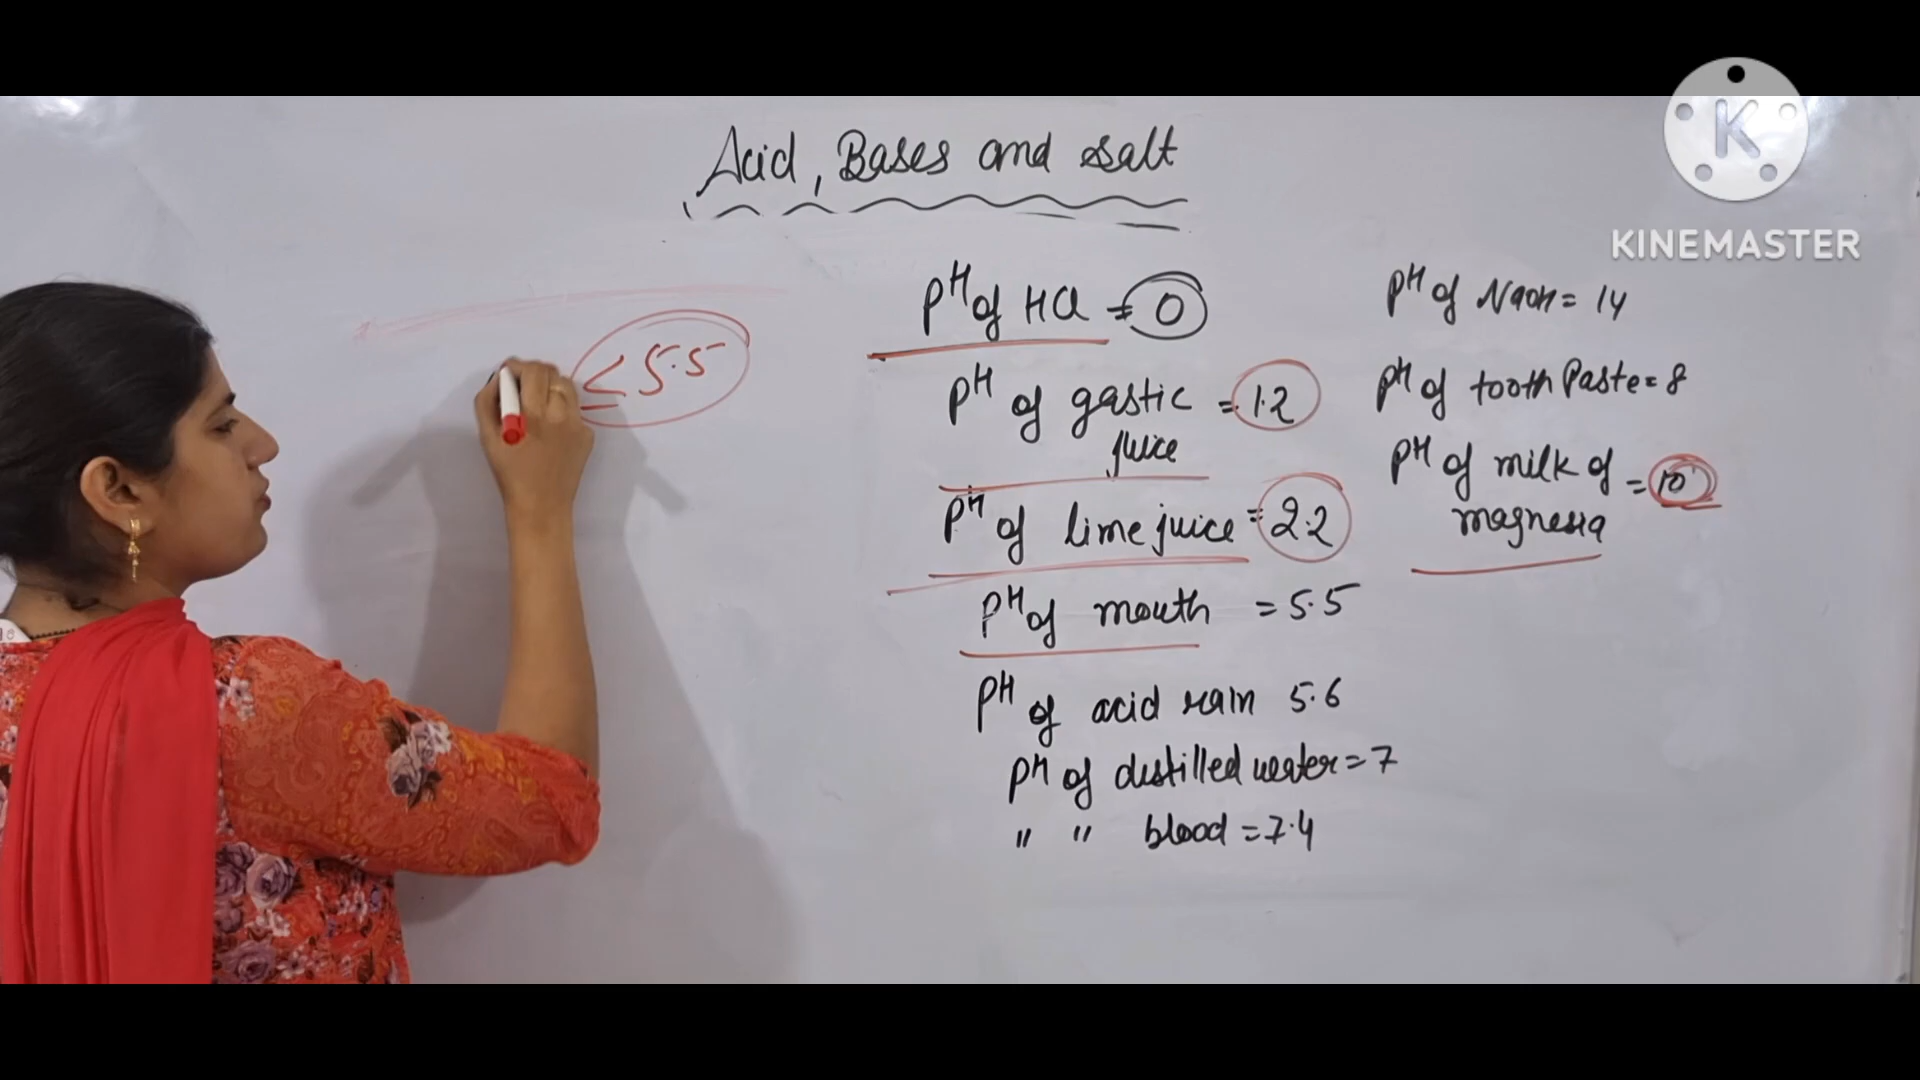 Acid, Bases and Salt
K
KINEMASTER
< 5.5
PH of HCl = 0
PH of gastic = 1.2
juice
PH of lime juice = 2.2
PH of mouth = 5.5
PH of acid rain 5.6
PH of distilled water = 7
" " blood = 7.4
PH of NaOH = 14
PH of tooth Paste = 8
PH of milk of = 10
magnesia